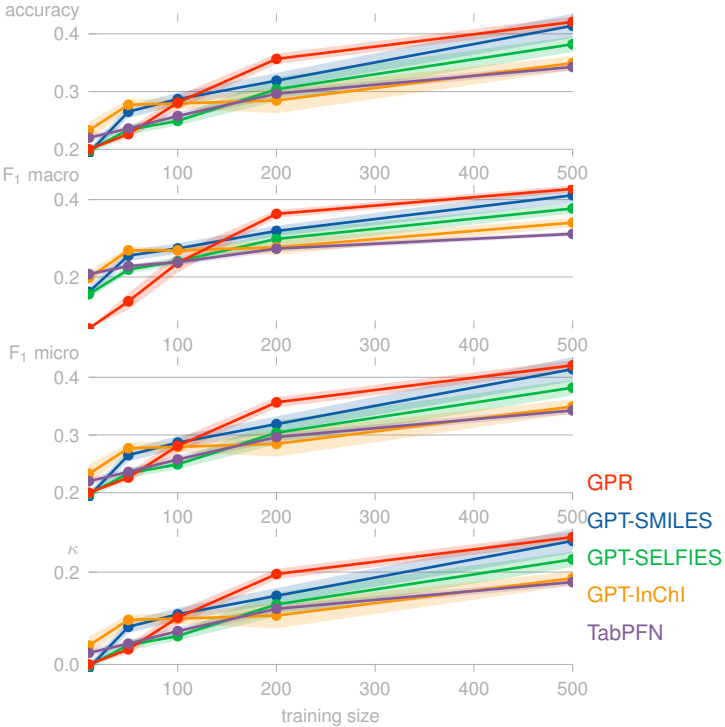 accuracy
0.4
0.3
0.2
100 200 300 400 500
F₁ macro
0.4
0.2
100 200 300 400 500
F₁ micro
0.4
0.3
0.2
100 200 300 400 500
κ
0.2
0.0
100 200 300 400 500
training size
GPR
GPT-SMILES
GPT-SELFIES
GPT-InChI
TabPFN